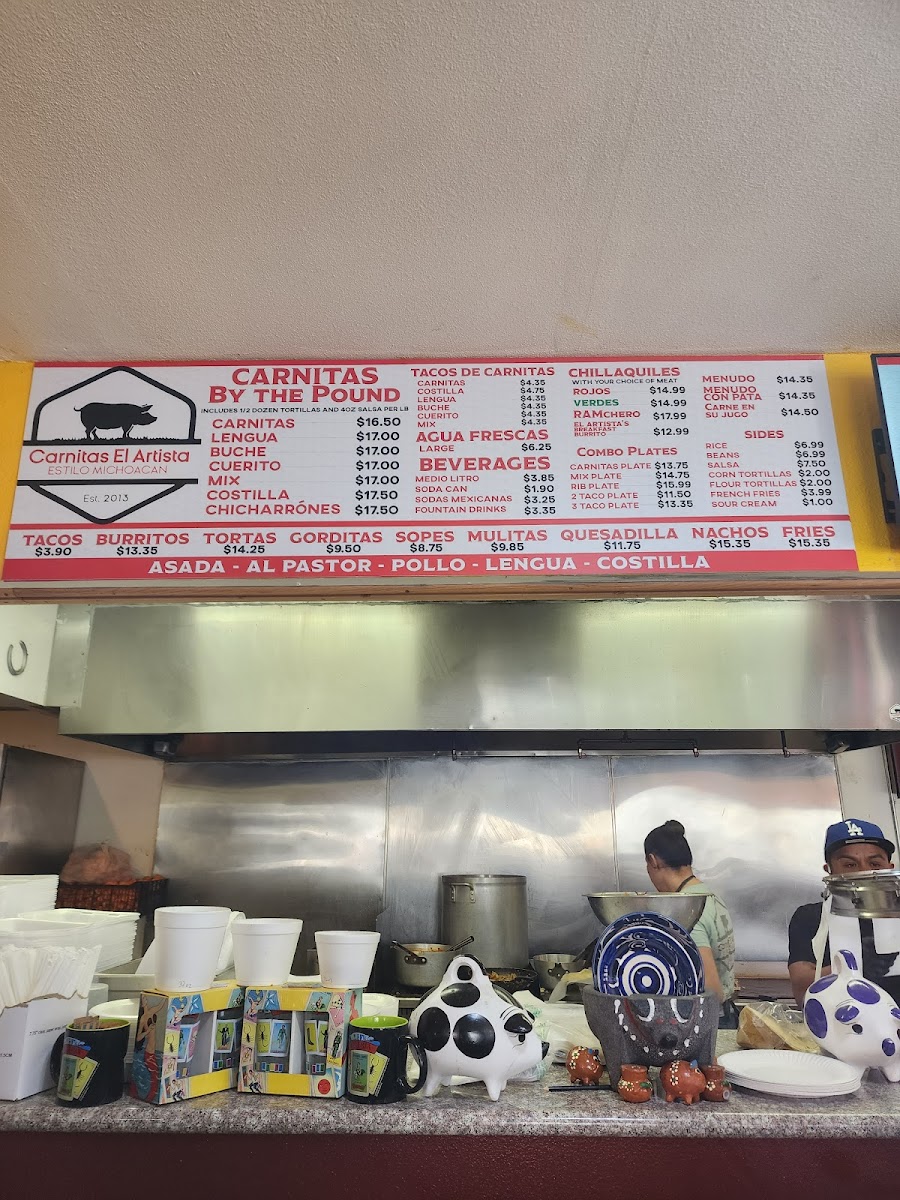 Carnitas El Artista
ESTILO MICHOACAN
Est. 2013
CARNITAS
BY THE POUND
INCLUDES 1/2 DOZEN TORTILLAS AND 4OZ SALSA PER LB
CARNITAS $16.50
LENGUA $17.00
BUCHE $17.00
CUERITO $17.00
MIX $17.00
COSTILLA $17.50
CHICHARRÓNES $17.50
TACOS DE CARNITAS
CARNITAS $4.35
COSTILLA $4.75
LENGUA $4.35
BUCHE $4.35
CUERITO $4.35
MIX $4.35
AGUA FRESCAS
LARGE $6.25
BEVERAGES
MEDIO LITRO $3.85
SODA CAN $1.90
SODAS MEXICANAS $3.25
FOUNTAIN DRINKS $3.35
CHILLAQUILES
WITH YOUR CHOICE OF MEAT
ROJOS $14.99
VERDES $14.99
RAMCHERO $17.99
EL ARTISTA'S
BREAKFAST
BURRITO $12.99
COMBO PLATES
CARNITAS PLATE $13.75
MIX PLATE $14.75
RIB PLATE $15.99
2 TACO PLATE $11.50
3 TACO PLATE $13.35
MENUDO $14.35
MENUDO
CON PATA $14.35
CARNE EN
SU JUGO $14.50
SIDES
RICE $6.99
BEANS $6.99
SALSA $7.50
CORN TORTILLAS $2.00
FLOUR TORTILLAS $2.00
FRENCH FRIES $3.99
SOUR CREAM $1.00
TACOS BURRITOS TORTAS GORDITAS SOPES MULITAS QUESADILLA NACHOS FRIES
$3.90 $13.35 $14.25 $9.50 $8.75 $9.85 $11.75 $15.35 $15.35
ASADA - AL PASTOR - POLLO - LENGUA - COSTILLA
LA